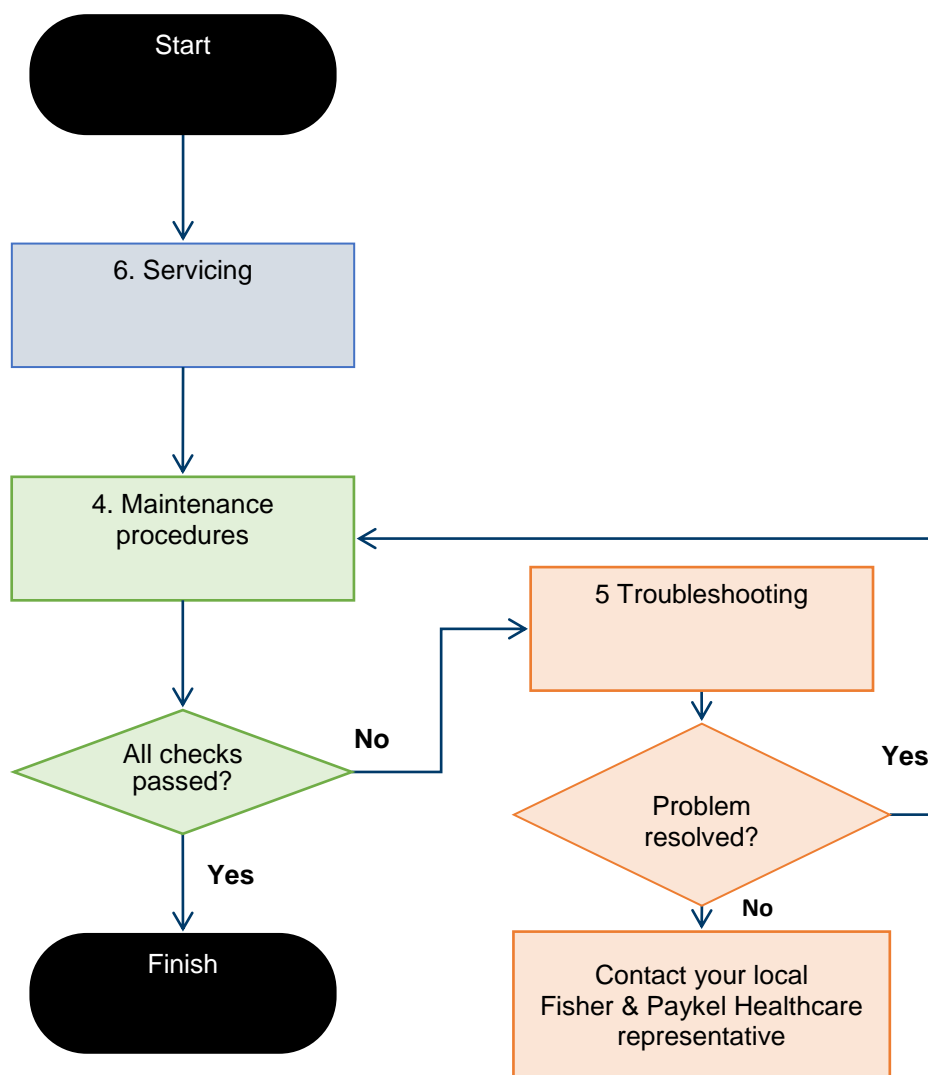 Start
6. Servicing
4. Maintenance
procedures
5 Troubleshooting
All checks
passed?
No
Yes
Problem
resolved?
Yes
No
Finish
Contact your local
Fisher & Paykel Healthcare
representative